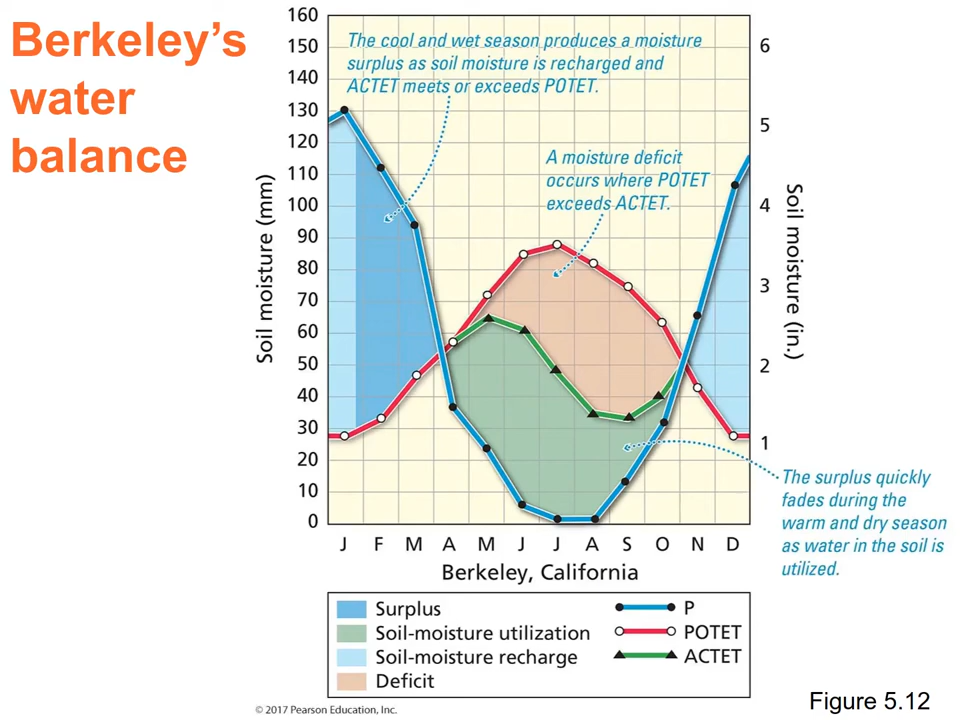 Berkeley’s
water
balance
160
150
140
130
120
110
100
90
80
70
60
50
40
30
20
10
0
Soil moisture (mm)
The cool and wet season produces a moisture
surplus as soil moisture is recharged and
ACTET meets or exceeds POTET.
A moisture deficit
occurs where POTET
exceeds ACTET.
6
5
4
3
2
1
Soil moisture (in.)
The surplus quickly
fades during the
warm and dry season
as water in the soil is
utilized.
J F M A M J J A S O N D
Berkeley, California
Surplus
Soil-moisture utilization
Soil-moisture recharge
Deficit
P
POTET
ACTET
© 2017 Pearson Education, Inc.
Figure 5.12